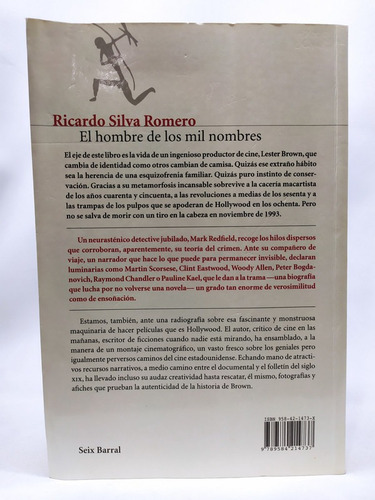 Ricardo Silva Romero
El hombre de los mil nombres
El eje de este libro es la vida de un ingenioso productor de cine, Lester Brown, que
cambia de identidad como otros cambian de camisa. Quizás ese extraño hábito
sea la herencia de una esquizofrenia familiar. Quizás puro instinto de conser-
vación. Gracias a su metamorfosis incansable sobrevive a la cacería macartista
de los años cuarenta y cincuenta, a las revoluciones a medias de los sesenta y
a las trampas de los pulpos que se apoderan de Hollywood en los ochenta. Pero
no se salva de morir con un tiro en la cabeza en noviembre de 1993.
Un neurasténico detective jubilado, Mark Redfield, recoge los hilos dispersos
que corroboran, aparentemente, su teoría del crimen. Ante su compañero de
viaje, un narrador que hace lo que puede para permanecer invisible, declaran
luminarias como Martin Scorsese, Clint Eastwood, Woody Allen, Peter Bogda-
novich, Raymond Chandler o Pauline Kael, que le dan a la trama —una biografía
que lucha por no volverse una novela— un grado tan enorme de verosimilitud
como de ensoñación.
Estamos, también, ante una radiografía sobre esa fascinante y monstruosa
maquinaria de hacer películas que es Hollywood. El autor, crítico de cine en las
mañanas, escritor de ficciones cuando nadie está mirando, ha ensamblado, a la
manera de un montaje cinematográfico, un vasto fresco sobre los geniales pero
igualmente perversos caminos del cine estadounidense. Echando mano de atracti-
vos recursos narrativos, a medio camino entre el documental y el folletín del siglo
XIX, ha llevado incluso su audaz creatividad hasta rescatar, él mismo, fotografías y
afiches que prueban la autenticidad de la historia de Brown.
ISBN 958-42-1473-X
9 789584 214737
Seix Barral